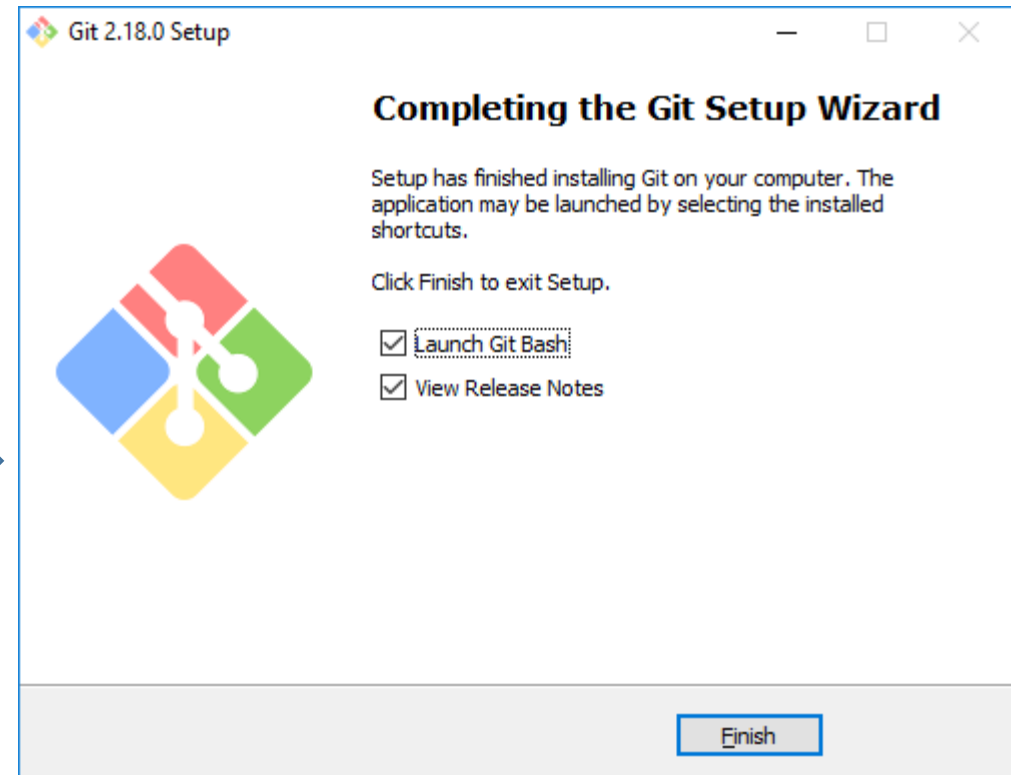 Git 2.18.0 Setup
Completing the Git Setup Wizard
Setup has finished installing Git on your computer. The
application may be launched by selecting the installed
shortcuts.
Click Finish to exit Setup.
Launch Git Bash
View Release Notes
Finish